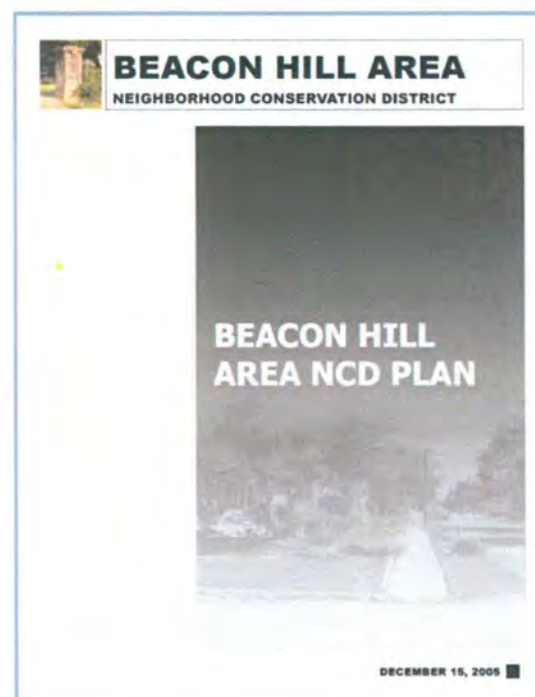 BEACON HILL AREA
NEIGHBORHOOD CONSERVATION DISTRICT
BEACON HILL
AREA NCD PLAN
DECEMBER 15, 2005